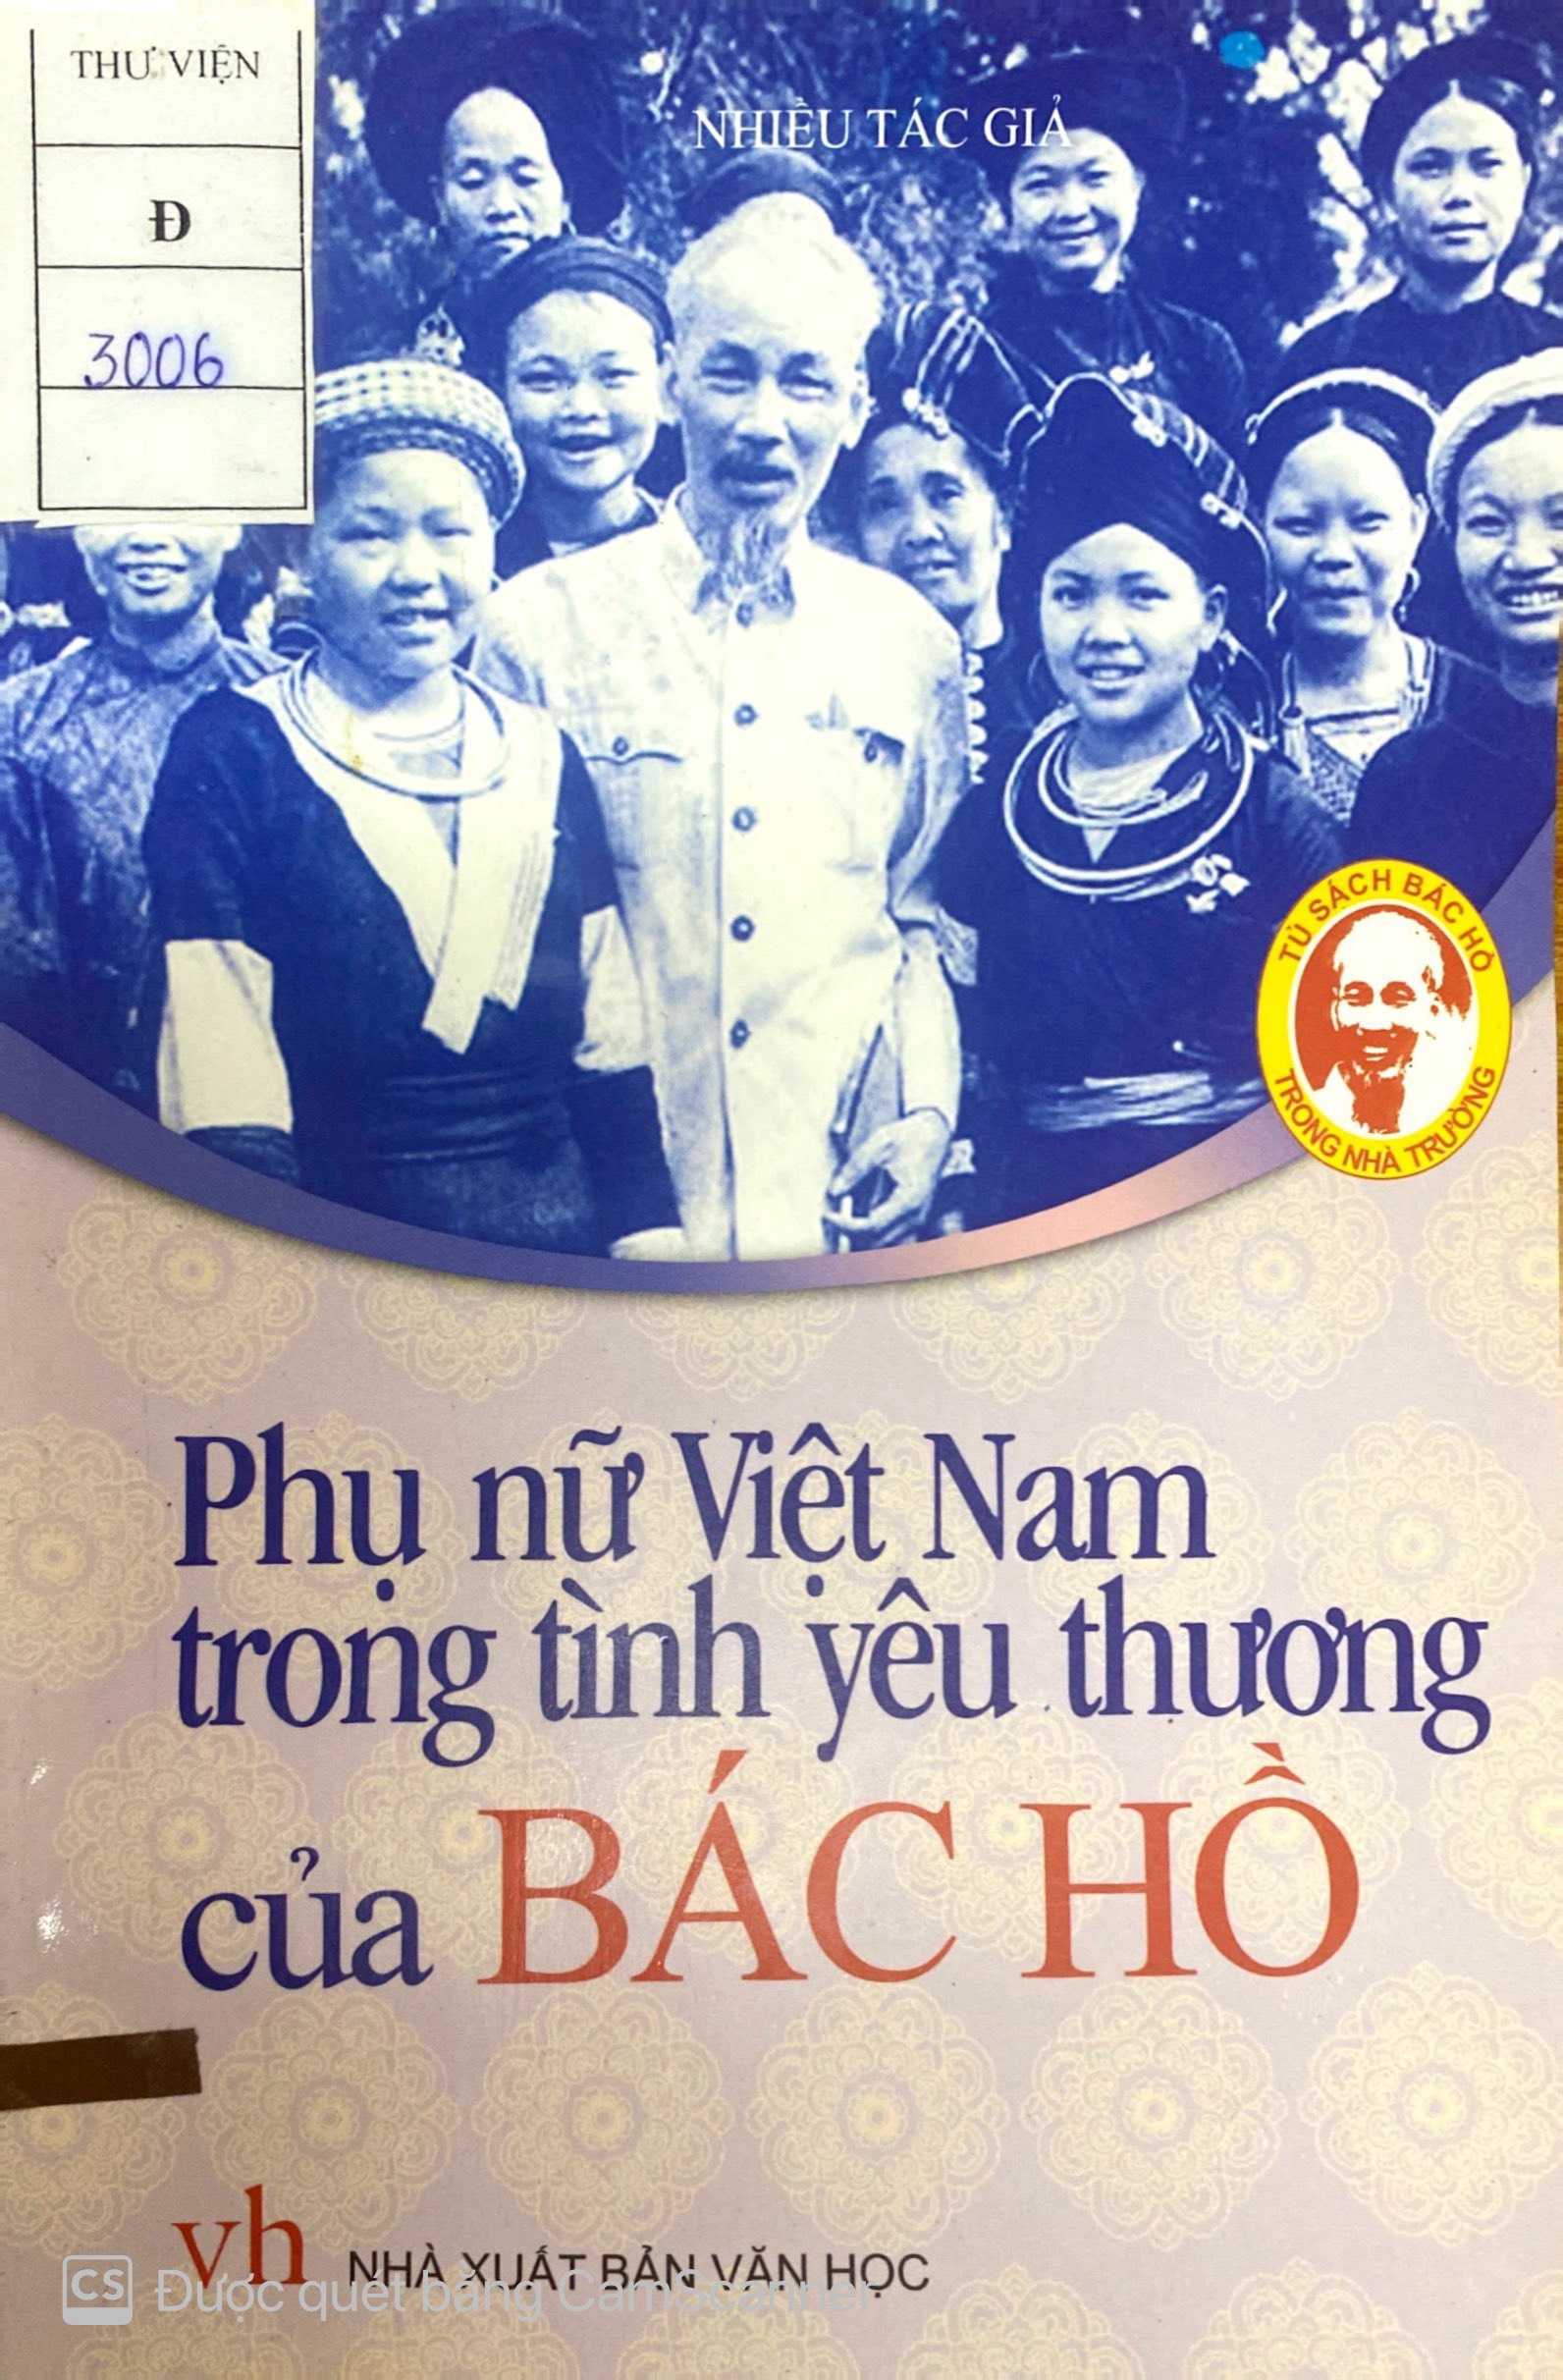 THƯ VIỆN
Đ
3006
NHIỀU TÁC GIẢ
TỦ SÁCH BÁC HỒ
TRONG NHÀ TRƯỜNG
Phụ nữ Việt Nam
trong tình yêu thương
của BÁC HỒ
vh NHÀ XUẤT BẢN VĂN HỌC
CS Được quét bằng CamScanner